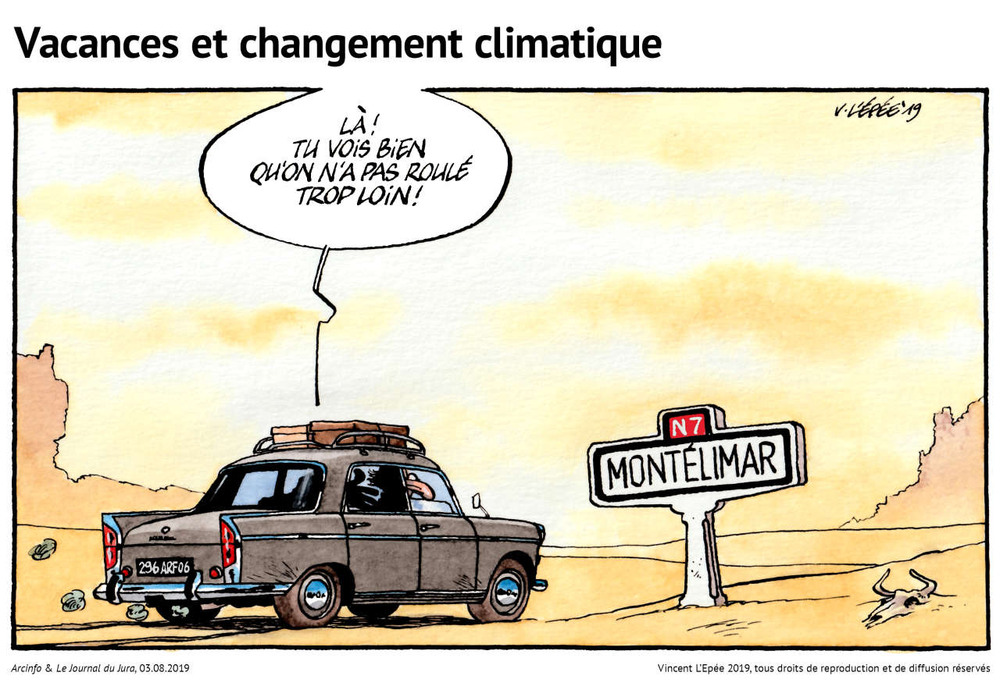 Vacances et changement climatique
V. L'ÉPÉE '19
LÀ !
TU VOIS BIEN
QU'ON N'A PAS ROULÉ
TROP LOIN !
N7
MONTÉLIMAR
296 ARF 06
Arcinfo & Le Journal du Jura, 03.08.2019
Vincent L'Epée 2019, tous droits de reproduction et de diffusion réservés